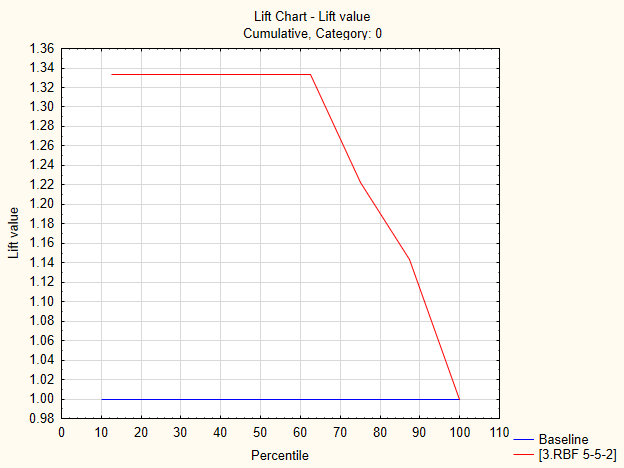 Lift Chart - Lift value
Cumulative, Category: 0
1.36
1.34
1.32
1.30
1.28
1.26
1.24
1.22
1.20
1.18
1.16
1.14
1.12
1.10
1.08
1.06
1.04
1.02
1.00
0.98
Lift value
0 10 20 30 40 50 60 70 80 90 100 110
Percentile
Baseline
[3.RBF 5-5-2]